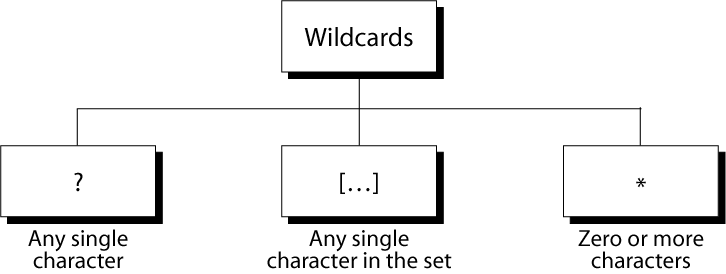 Wildcards
?
[…]
*
Any single
character
Any single
character in the set
Zero or more
characters